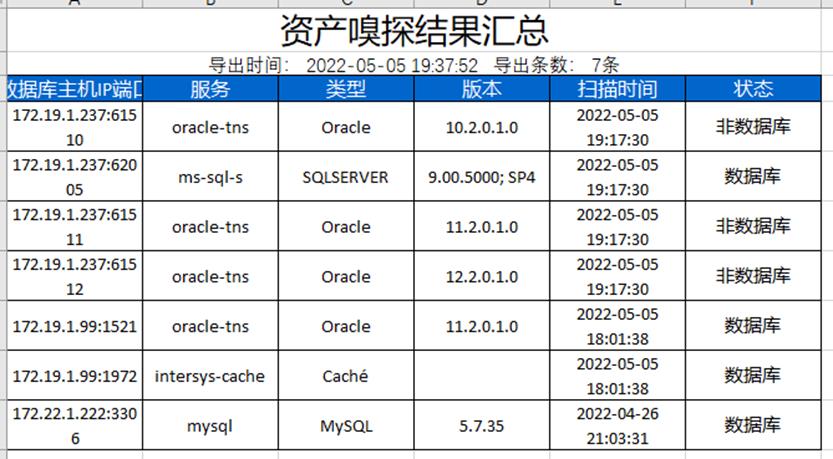 资产嗅探结果汇总
导出时间： 2022-05-05 19:37:52 导出条数： 7条
数据库主机IP端口 服务 类型 版本 扫描时间 状态
172.19.1.237:61510 oracle-tns Oracle 10.2.0.1.0 2022-05-05 19:17:30 非数据库
172.19.1.237:62005 ms-sql-s SQLSERVER 9.00.5000; SP4 2022-05-05 19:17:30 数据库
172.19.1.237:61511 oracle-tns Oracle 11.2.0.1.0 2022-05-05 19:17:30 非数据库
172.19.1.237:61512 oracle-tns Oracle 12.2.0.1.0 2022-05-05 19:17:30 非数据库
172.19.1.99:1521 oracle-tns Oracle 11.2.0.1.0 2022-05-05 18:01:38 数据库
172.19.1.99:1972 intersys-cache Caché 2022-05-05 18:01:38 数据库
172.22.1.222:3306 mysql MySQL 5.7.35 2022-04-26 21:03:31 数据库